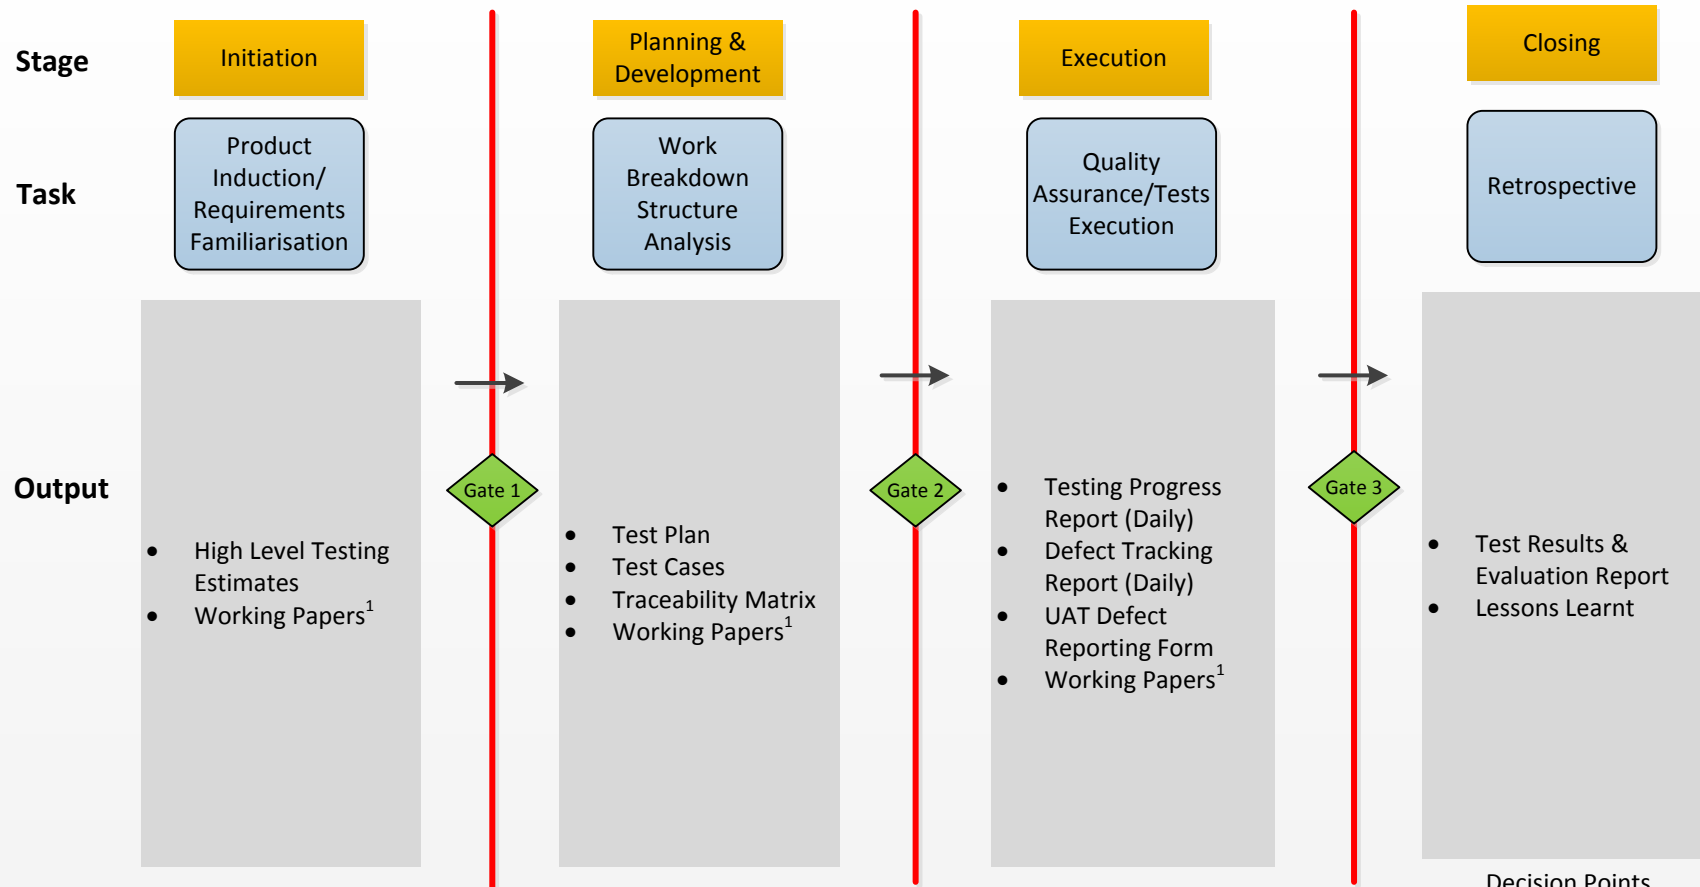 Stage
Initiation
Planning &
Development
Execution
Closing
Task
Product
Induction/
Requirements
Familiarisation
Work
Breakdown
Structure
Analysis
Quality
Assurance/Tests
Execution
Retrospective
Output
• High Level Testing
Estimates
• Working Papers¹
Gate 1
• Test Plan
• Test Cases
• Traceability Matrix
• Working Papers¹
Gate 2
• Testing Progress
Report (Daily)
• Defect Tracking
Report (Daily)
• UAT Defect
Reporting Form
• Working Papers¹
Gate 3
• Test Results &
Evaluation Report
• Lessons Learnt
Decision Points